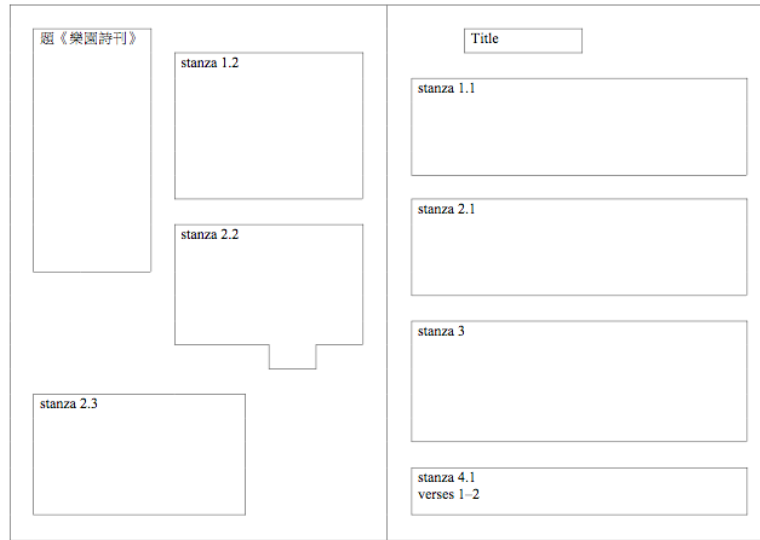 題《樂園詩刊》
stanza 1.2
stanza 2.2
stanza 2.3
Title
stanza 1.1
stanza 2.1
stanza 3
stanza 4.1
verses 1–2